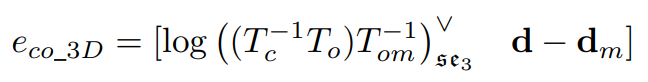 $e_{co\_3D} = [\log \left( (T_c^{-1} T_o) T_{om}^{-1} \right)^{\vee}_{\mathfrak{se}_3} \quad \mathbf{d} - \mathbf{d}_m]$